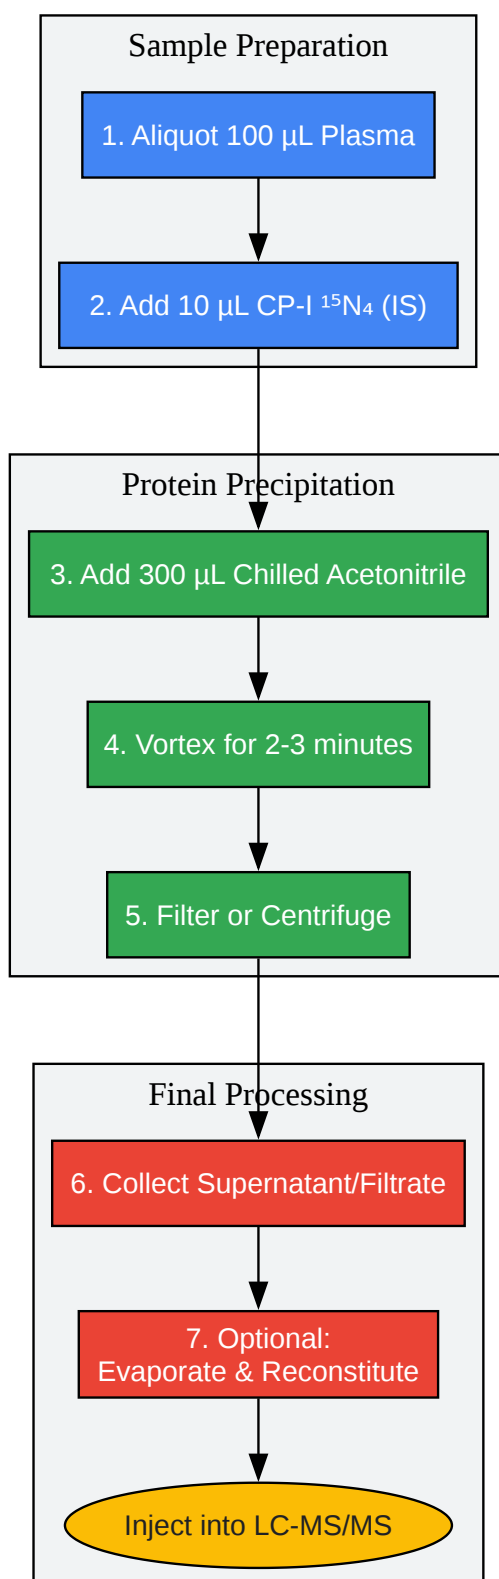 Sample Preparation
1. Aliquot 100 µL Plasma
2. Add 10 µL CP-I ¹⁵N₄ (IS)
Protein Precipitation
3. Add 300 µL Chilled Acetonitrile
4. Vortex for 2-3 minutes
5. Filter or Centrifuge
Final Processing
6. Collect Supernatant/Filtrate
7. Optional:
Evaporate & Reconstitute
Inject into LC-MS/MS